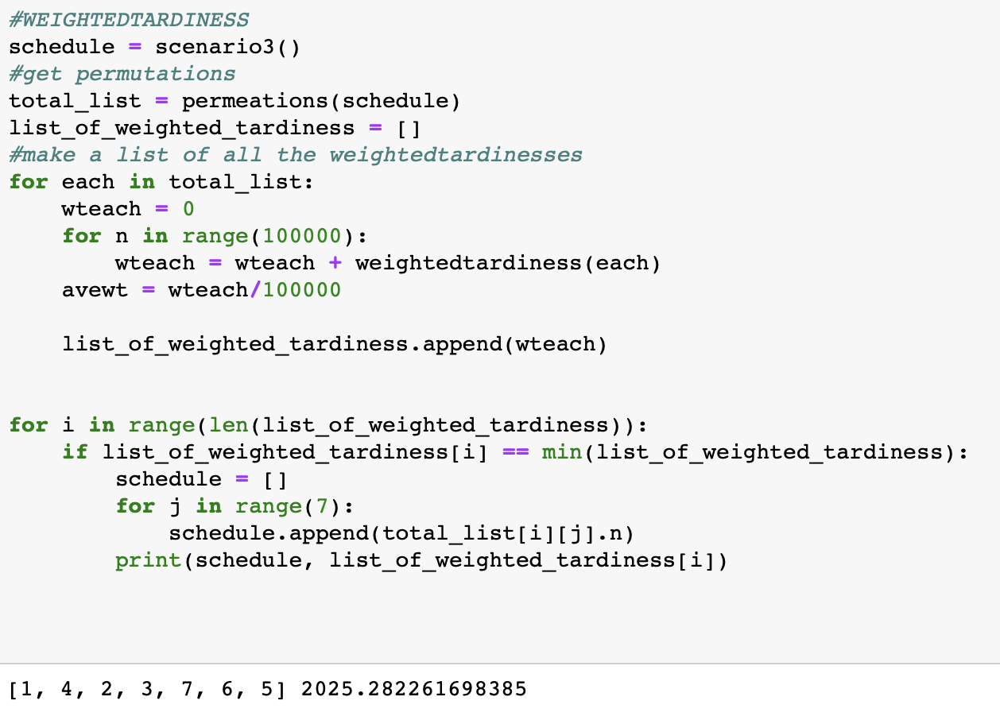 #WEIGHTEDTARDINESS
schedule = scenario3()
#get permutations
total_list = permeations(schedule)
list_of_weighted_tardiness = []
#make a list of all the weightedtardinesses
for each in total_list:
    wteach = 0
    for n in range(100000):
        wteach = wteach + weightedtardiness(each)
    avewt = wteach/100000
    list_of_weighted_tardiness.append(wteach)
for i in range(len(list_of_weighted_tardiness)):
    if list_of_weighted_tardiness[i] == min(list_of_weighted_tardiness):
        schedule = []
        for j in range(7):
            schedule.append(total_list[i][j].n)
        print(schedule, list_of_weighted_tardiness[i])
[1, 4, 2, 3, 7, 6, 5] 2025.282261698385